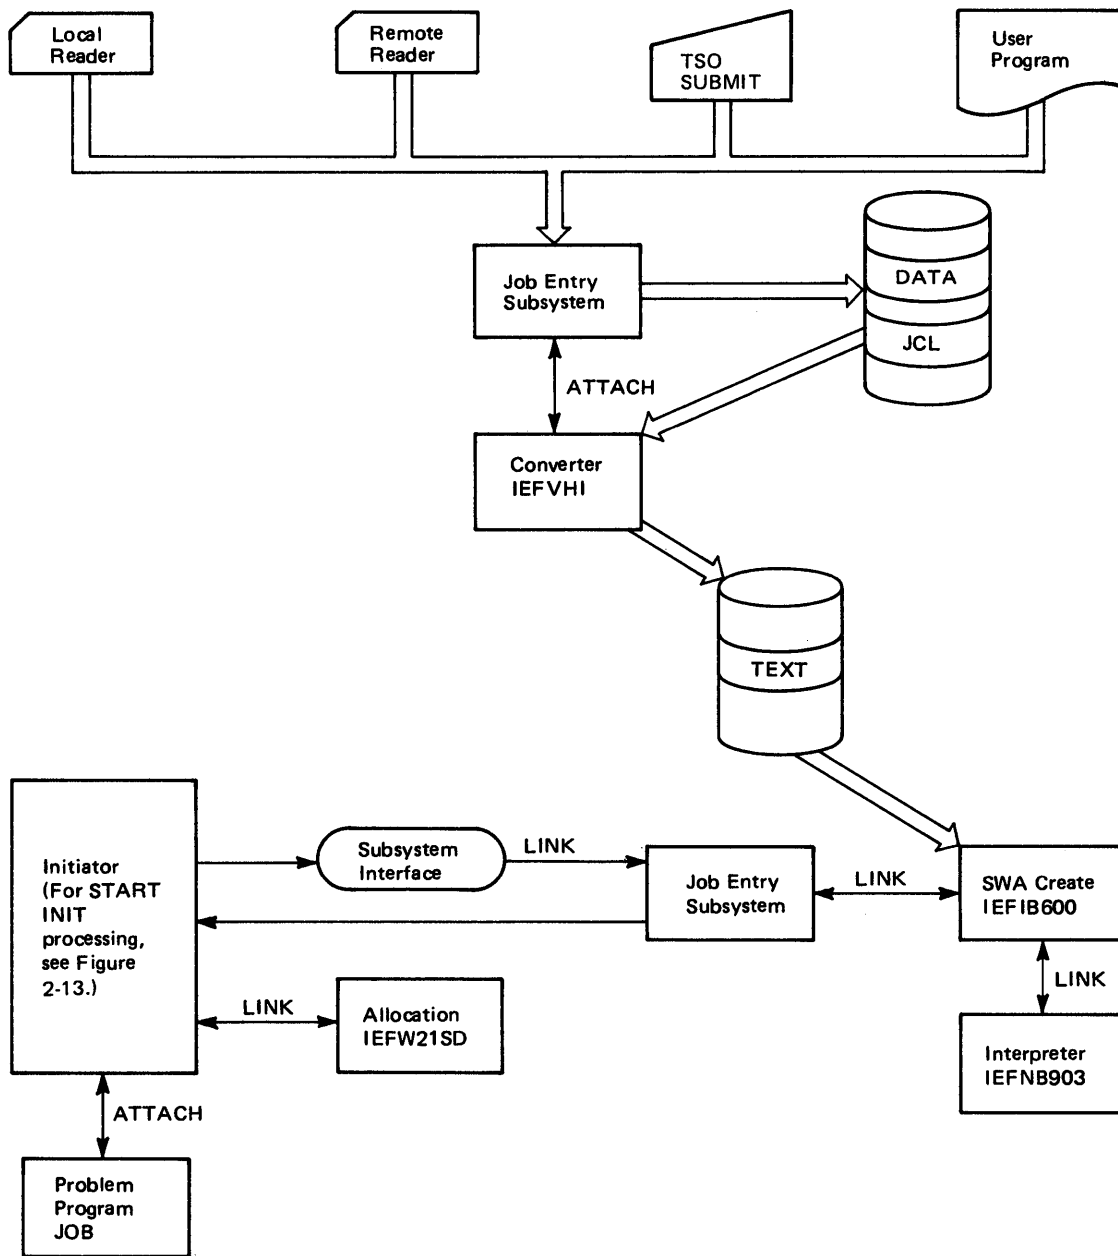 Local
Reader
Remote
Reader
TSO
SUBMIT
User
Program
Job Entry
Subsystem
DATA
JCL
ATTACH
Converter
IEFVHI
TEXT
Initiator
(For START
INIT
processing,
see Figure
2-13.)
Subsystem
Interface
LINK
Job Entry
Subsystem
LINK
SWA Create
IEFIB600
LINK
Allocation
IEFW21SD
LINK
Interpreter
IEFNB903
ATTACH
Problem
Program
JOB